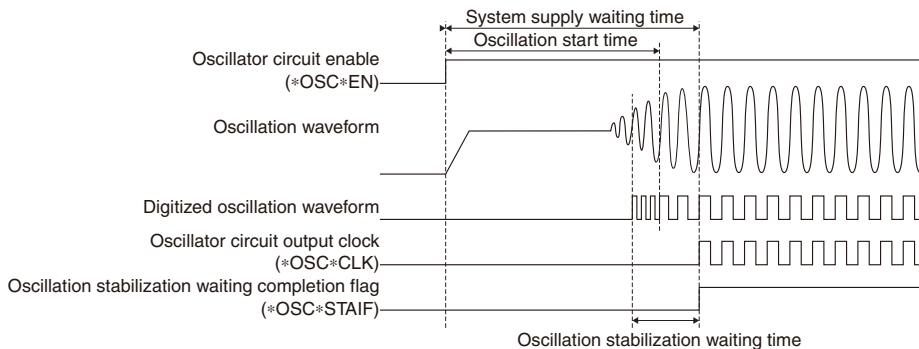 System supply waiting time
Oscillation start time
Oscillator circuit enable
(*OSC*EN)
Oscillation waveform
Digitized oscillation waveform
Oscillator circuit output clock
(*OSC*CLK)
Oscillation stabilization waiting completion flag
(*OSC*STAIF)
Oscillation stabilization waiting time